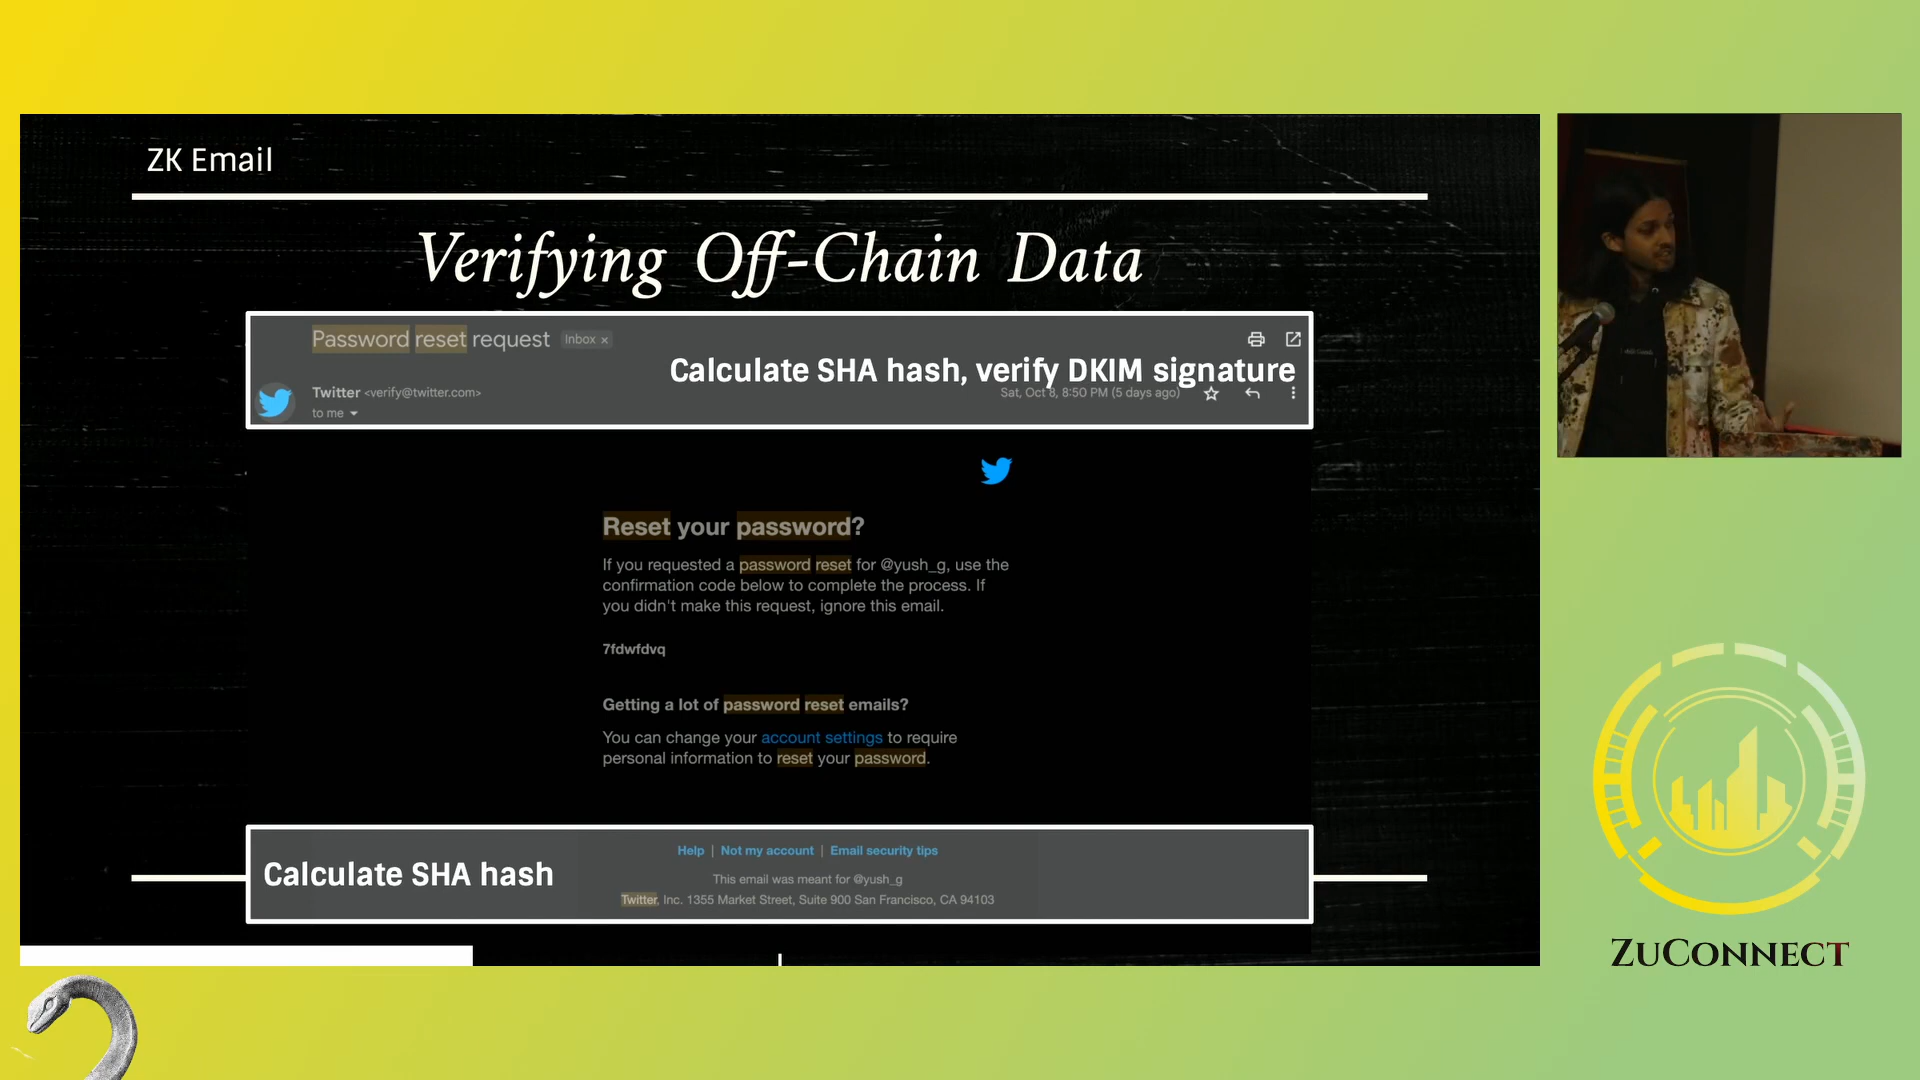 ZK Email
Verifying Off-Chain Data
Password reset request Inbox x
Calculate SHA hash, verify DKIM signature
Twitter <verify@twitter.com>
Sat, Oct 8, 8:50 PM (5 days ago)
to me
Reset your password?
If you requested a password reset for @yush_g, use the
confirmation code below to complete the process. If
you didn't make this request, ignore this email.
7fdwfdvq
Getting a lot of password reset emails?
You can change your account settings to require
personal information to reset your password.
Help | Not my account | Email security tips
Calculate SHA hash
This email was meant for @yush_g
Twitter, Inc. 1355 Market Street, Suite 900 San Francisco, CA 94103
ZUCONNECT